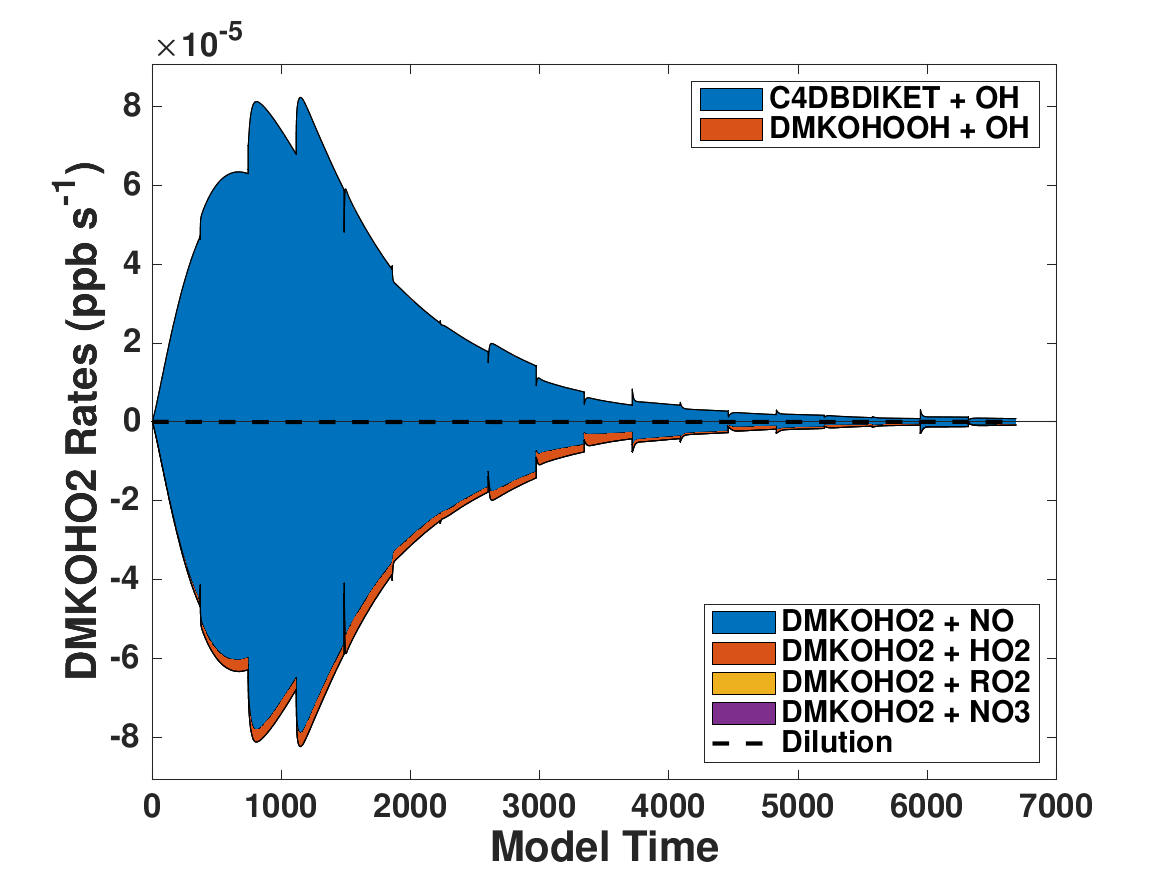 ×10⁻⁵
8
6
4
2
0
-2
-4
-6
-8
DMKOHO2 Rates (ppb s⁻¹)
C4DBDIKET + OH
DMKOHOOH + OH
DMKOHO2 + NO
DMKOHO2 + HO2
DMKOHO2 + RO2
DMKOHO2 + NO3
Dilution
0 1000 2000 3000 4000 5000 6000 7000
Model Time